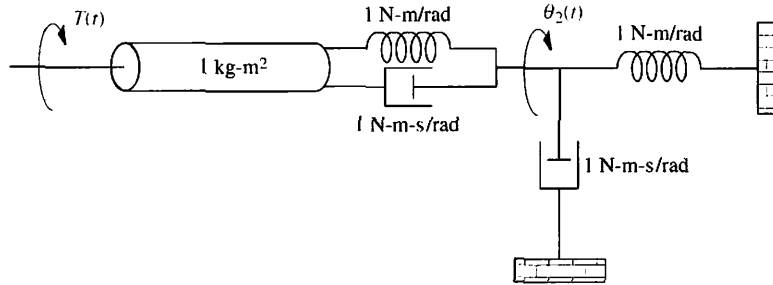 T(t)
1 kg-m²
1 N-m/rad
1 N-m-s/rad
θ₂(t)
1 N-m/rad
1 N-m-s/rad